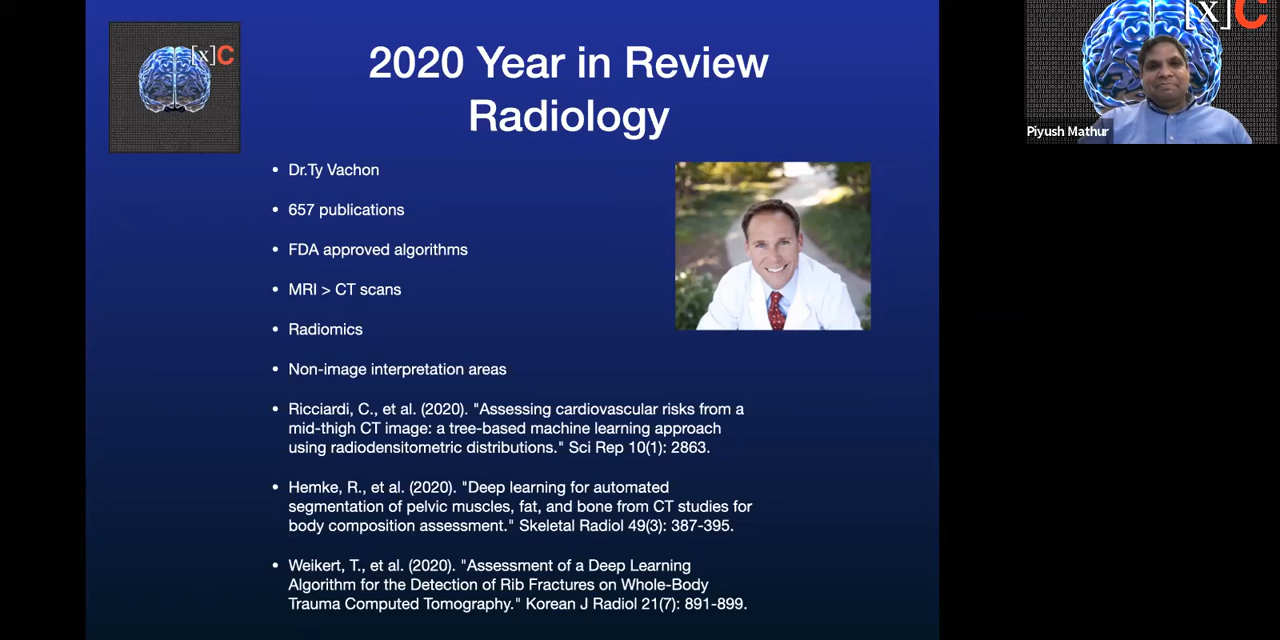 [x]C
2020 Year in Review
Radiology
• Dr.Ty Vachon
• 657 publications
• FDA approved algorithms
• MRI > CT scans
• Radiomics
• Non-image interpretation areas
• Ricciardi, C., et al. (2020). "Assessing cardiovascular risks from a
mid-thigh CT image: a tree-based machine learning approach
using radiodensitometric distributions." Sci Rep 10(1): 2863.
• Hemke, R., et al. (2020). "Deep learning for automated
segmentation of pelvic muscles, fat, and bone from CT studies for
body composition assessment." Skeletal Radiol 49(3): 387-395.
• Weikert, T., et al. (2020). "Assessment of a Deep Learning
Algorithm for the Detection of Rib Fractures on Whole-Body
Trauma Computed Tomography." Korean J Radiol 21(7): 891-899.
[x]C
Piyush Mathur